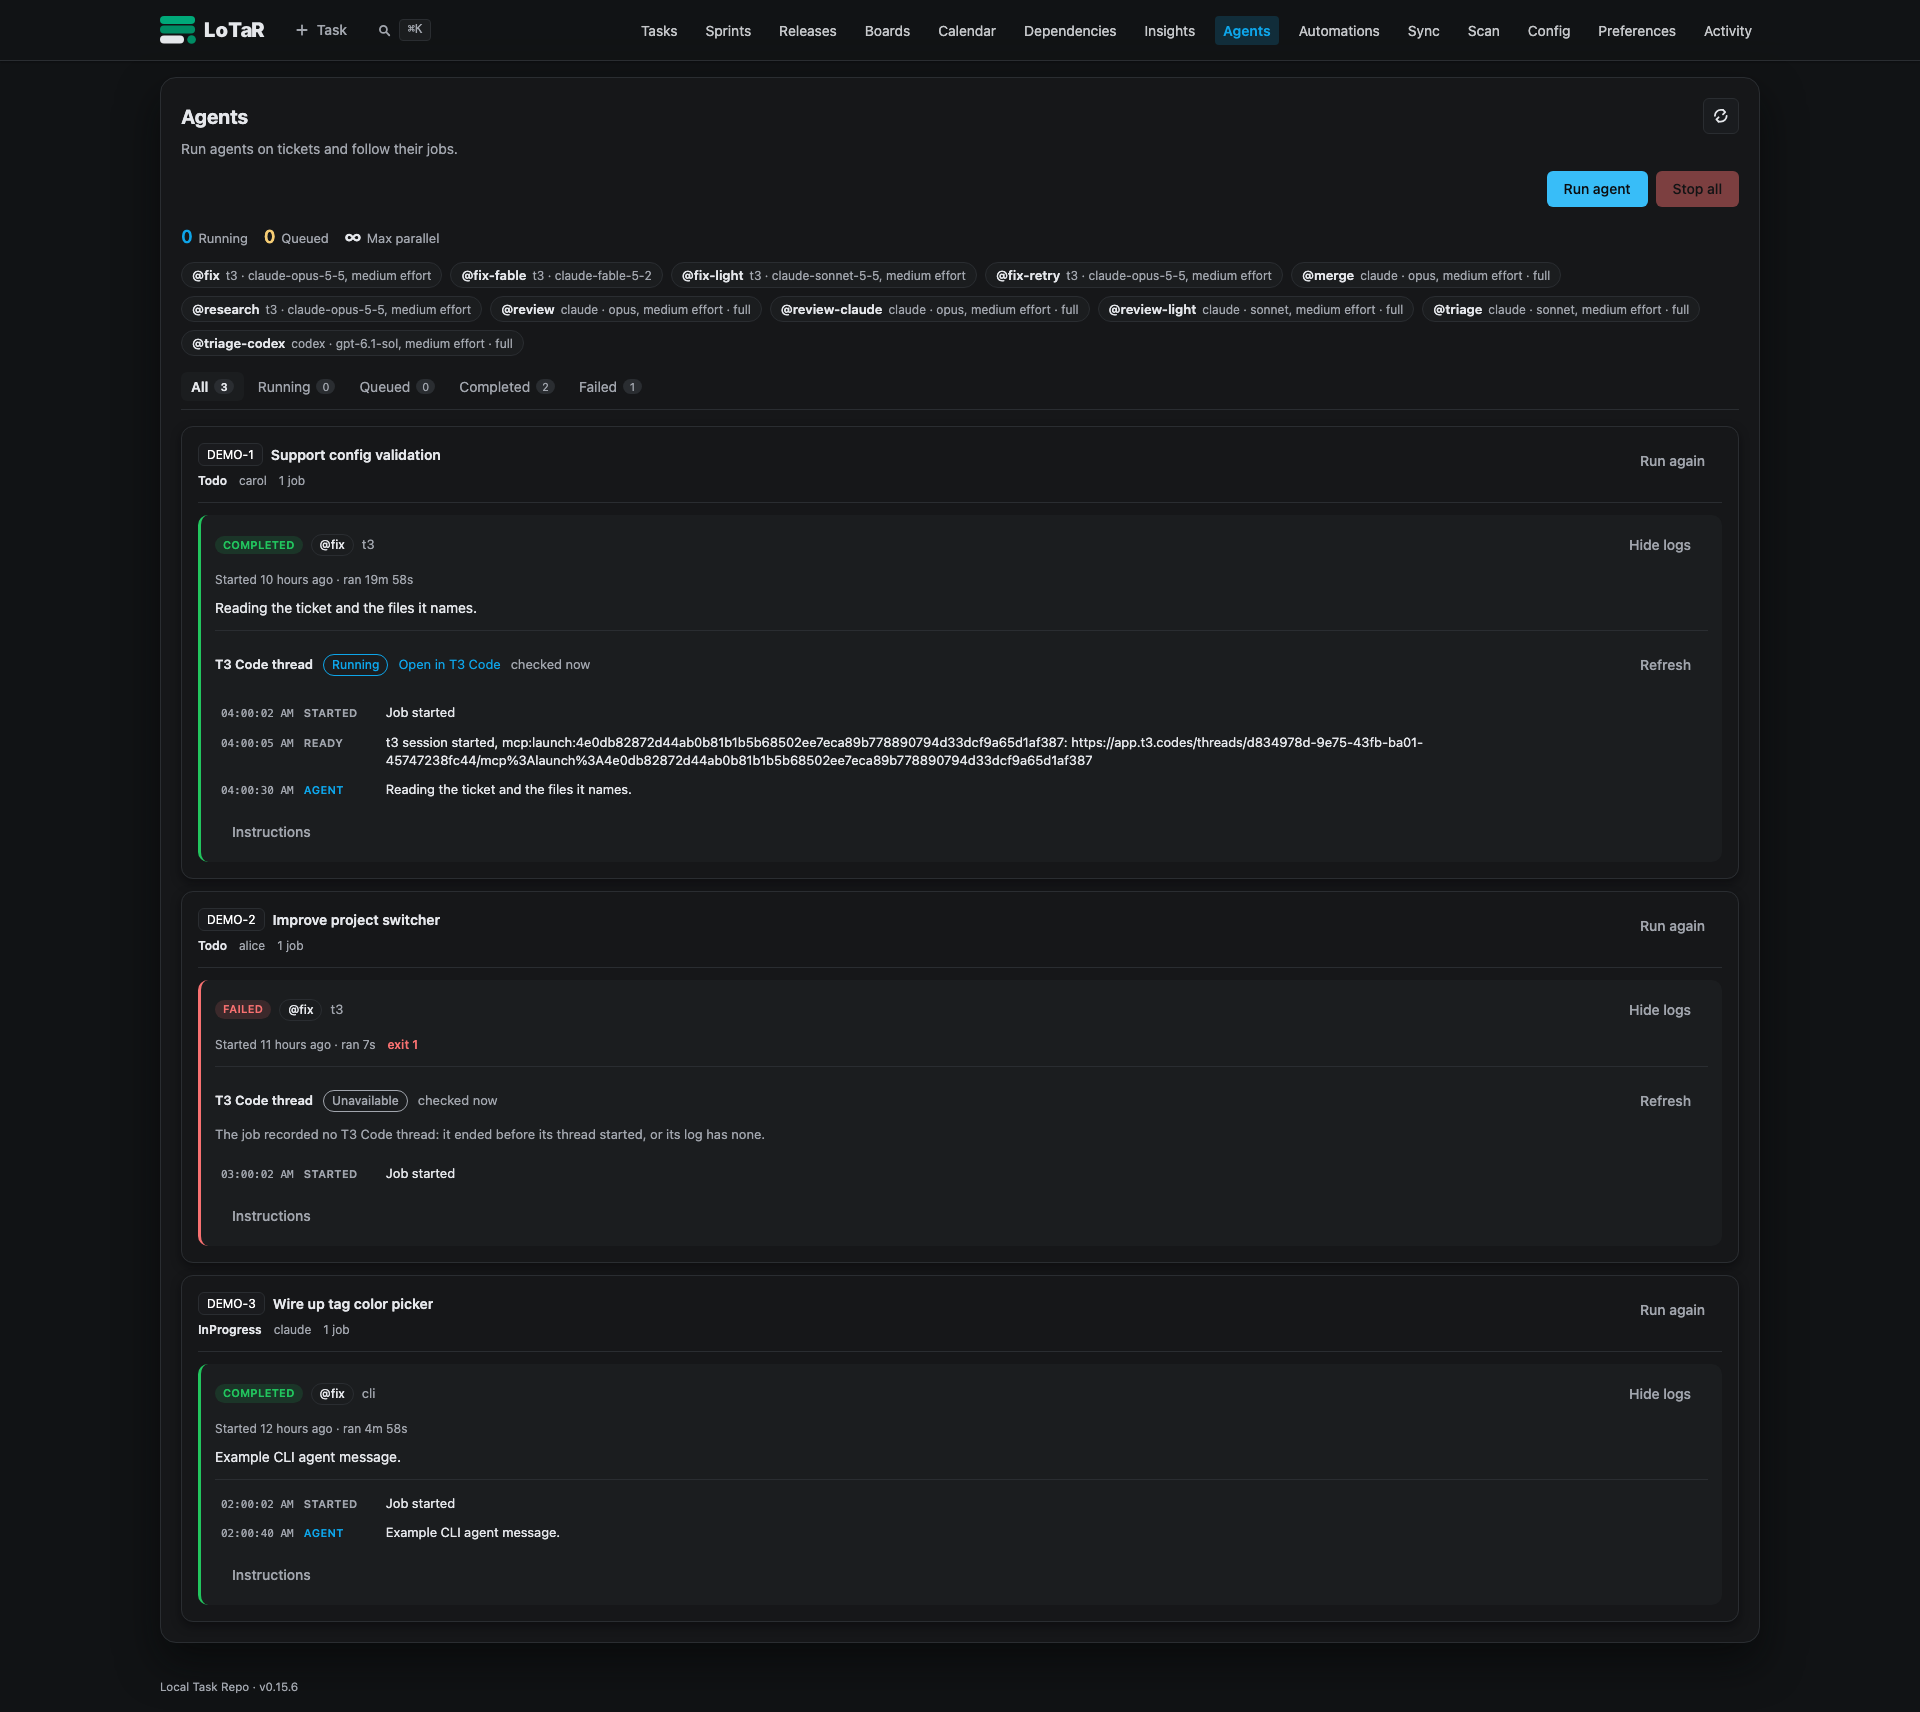 LoTaR
Task
⌘K
Tasks
Sprints
Releases
Boards
Calendar
Dependencies
Insights
Agents
Automations
Sync
Scan
Config
Preferences
Activity
Agents
Run agents on tickets and follow their jobs.
Run agent
Stop all
0 Running 0 Queued ∞ Max parallel
@fix t3 · claude-opus-5-5, medium effort
@fix-fable t3 · claude-fable-5-2
@fix-light t3 · claude-sonnet-5-5, medium effort
@fix-retry t3 · claude-opus-5-5, medium effort
@merge claude · opus, medium effort · full
@research t3 · claude-opus-5-5, medium effort
@review claude · opus, medium effort · full
@review-claude claude · opus, medium effort · full
@review-light claude · sonnet, medium effort · full
@triage claude · sonnet, medium effort · full
@triage-codex codex · gpt-6.1-sol, medium effort · full
All 3 Running 0 Queued 0 Completed 2 Failed 1
DEMO-1 Support config validation
Run again
Todo carol 1 job
COMPLETED @fix t3
Hide logs
Started 10 hours ago · ran 19m 58s
Reading the ticket and the files it names.
T3 Code thread Running Open in T3 Code checked now
Refresh
04:00:02 AM STARTED Job started
04:00:05 AM READY t3 session started, mcp:launch:4e0db82872d44ab0b81b1b5b68502ee7eca89b778890794d33dcf9a65d1af387: https://app.t3.codes/threads/d834978d-9e75-43fb-ba01-
45747238fc44/mcp%3Alaunch%3A4e0db82872d44ab0b81b1b5b68502ee7eca89b778890794d33dcf9a65d1af387
04:00:30 AM AGENT Reading the ticket and the files it names.
Instructions
DEMO-2 Improve project switcher
Run again
Todo alice 1 job
FAILED @fix t3
Hide logs
Started 11 hours ago · ran 7s exit 1
T3 Code thread Unavailable checked now
Refresh
The job recorded no T3 Code thread: it ended before its thread started, or its log has none.
03:00:02 AM STARTED Job started
Instructions
DEMO-3 Wire up tag color picker
Run again
InProgress claude 1 job
COMPLETED @fix cli
Hide logs
Started 12 hours ago · ran 4m 58s
Example CLI agent message.
02:00:02 AM STARTED Job started
02:00:40 AM AGENT Example CLI agent message.
Instructions
Local Task Repo · v0.15.6